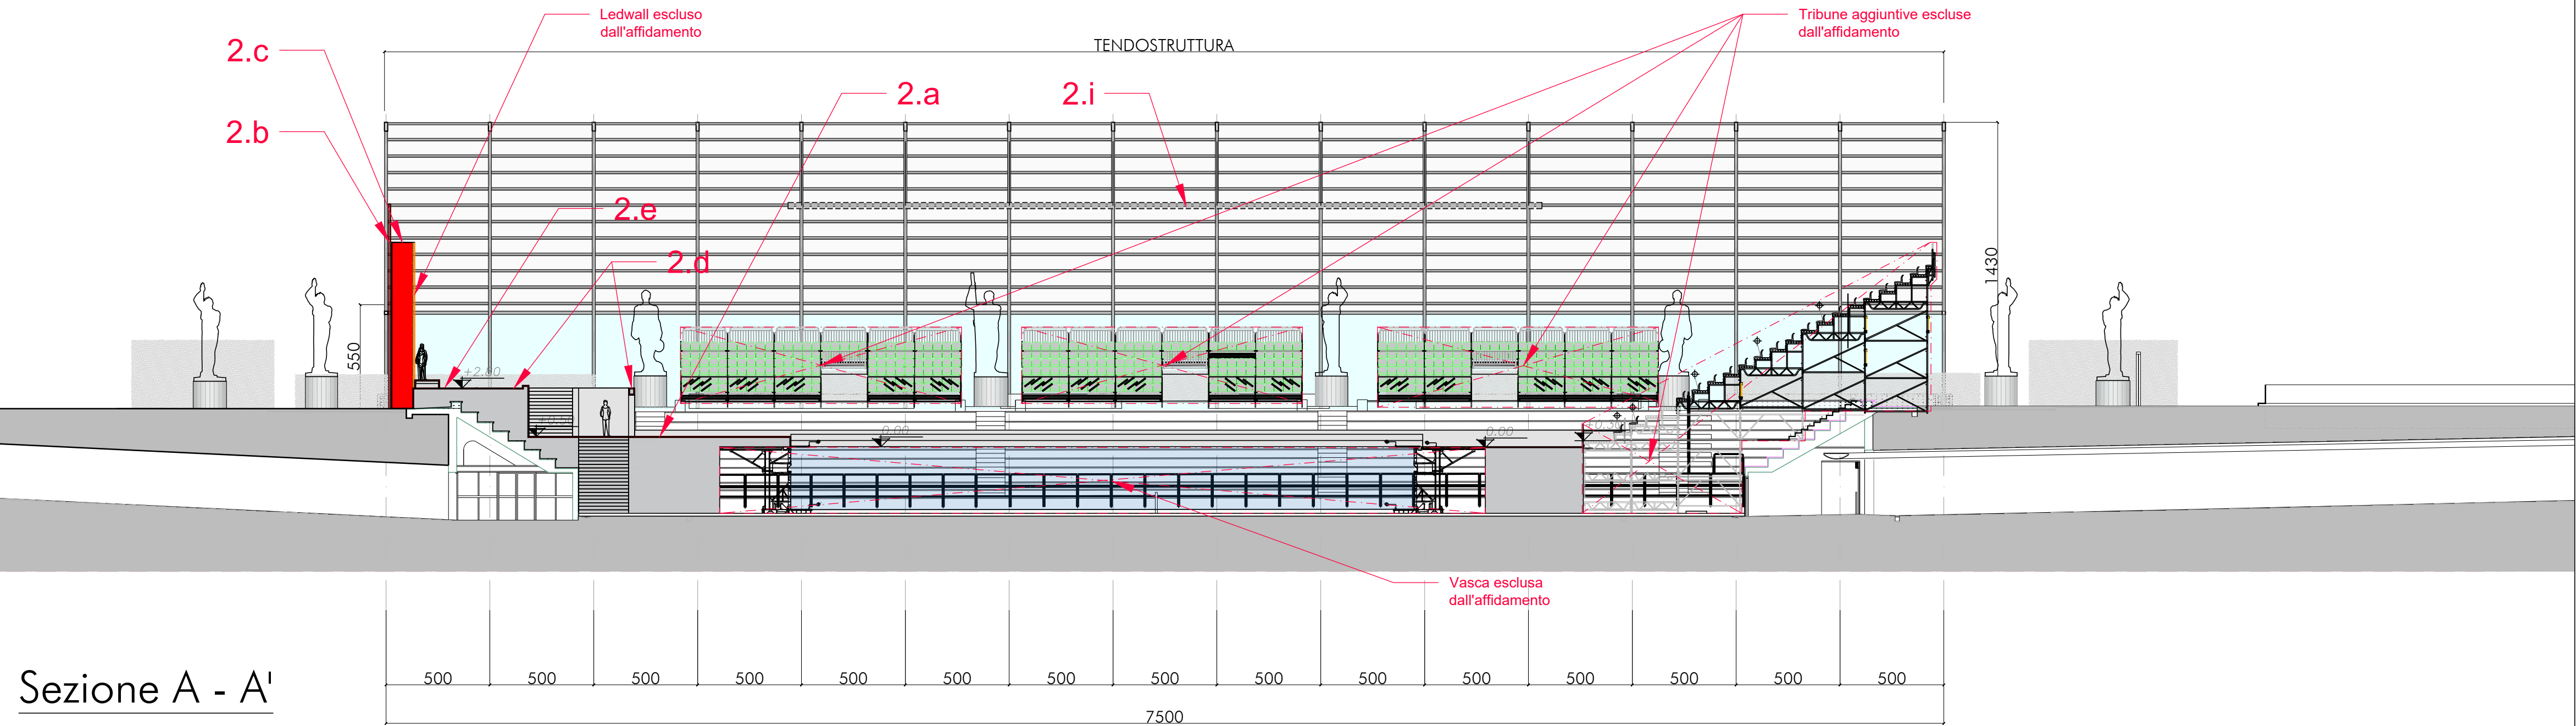 Ledwall escluso
dall'affidamento
Tribune aggiuntive escluse
dall'affidamento
TENDOSTRUTTURA
2.c
2.b
2.a
2.i
2.e
2.d
1430
550
+2.00
+0.50
0.00
0.00
Vasca esclusa
dall'affidamento
500 500 500 500 500 500 500 500 500 500 500 500 500 500 500
7500
Sezione A - A'